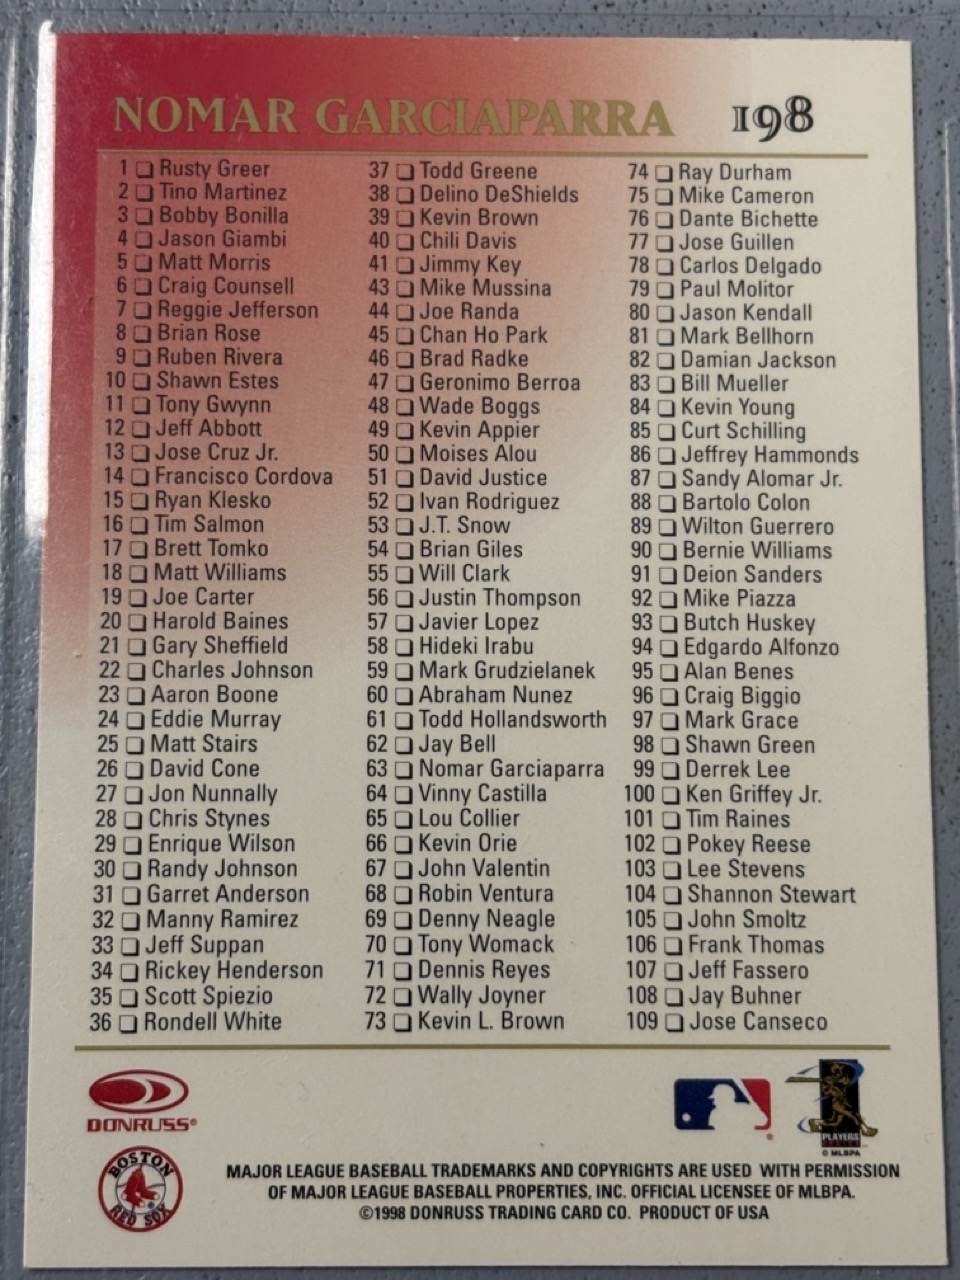 NOMAR GARCIAPARRA 198
1 ❏ Rusty Greer
2 ❏ Tino Martinez
3 ❏ Bobby Bonilla
4 ❏ Jason Giambi
5 ❏ Matt Morris
6 ❏ Craig Counsell
7 ❏ Reggie Jefferson
8 ❏ Brian Rose
9 ❏ Ruben Rivera
10 ❏ Shawn Estes
11 ❏ Tony Gwynn
12 ❏ Jeff Abbott
13 ❏ Jose Cruz Jr.
14 ❏ Francisco Cordova
15 ❏ Ryan Klesko
16 ❏ Tim Salmon
17 ❏ Brett Tomko
18 ❏ Matt Williams
19 ❏ Joe Carter
20 ❏ Harold Baines
21 ❏ Gary Sheffield
22 ❏ Charles Johnson
23 ❏ Aaron Boone
24 ❏ Eddie Murray
25 ❏ Matt Stairs
26 ❏ David Cone
27 ❏ Jon Nunnally
28 ❏ Chris Stynes
29 ❏ Enrique Wilson
30 ❏ Randy Johnson
31 ❏ Garret Anderson
32 ❏ Manny Ramirez
33 ❏ Jeff Suppan
34 ❏ Rickey Henderson
35 ❏ Scott Spiezio
36 ❏ Rondell White
37 ❏ Todd Greene
38 ❏ Delino DeShields
39 ❏ Kevin Brown
40 ❏ Chili Davis
41 ❏ Jimmy Key
43 ❏ Mike Mussina
44 ❏ Joe Randa
45 ❏ Chan Ho Park
46 ❏ Brad Radke
47 ❏ Geronimo Berroa
48 ❏ Wade Boggs
49 ❏ Kevin Appier
50 ❏ Moises Alou
51 ❏ David Justice
52 ❏ Ivan Rodriguez
53 ❏ J.T. Snow
54 ❏ Brian Giles
55 ❏ Will Clark
56 ❏ Justin Thompson
57 ❏ Javier Lopez
58 ❏ Hideki Irabu
59 ❏ Mark Grudzielanek
60 ❏ Abraham Nunez
61 ❏ Todd Hollandsworth
62 ❏ Jay Bell
63 ❏ Nomar Garciaparra
64 ❏ Vinny Castilla
65 ❏ Lou Collier
66 ❏ Kevin Orie
67 ❏ John Valentin
68 ❏ Robin Ventura
69 ❏ Denny Neagle
70 ❏ Tony Womack
71 ❏ Dennis Reyes
72 ❏ Wally Joyner
73 ❏ Kevin L. Brown
74 ❏ Ray Durham
75 ❏ Mike Cameron
76 ❏ Dante Bichette
77 ❏ Jose Guillen
78 ❏ Carlos Delgado
79 ❏ Paul Molitor
80 ❏ Jason Kendall
81 ❏ Mark Bellhorn
82 ❏ Damian Jackson
83 ❏ Bill Mueller
84 ❏ Kevin Young
85 ❏ Curt Schilling
86 ❏ Jeffrey Hammonds
87 ❏ Sandy Alomar Jr.
88 ❏ Bartolo Colon
89 ❏ Wilton Guerrero
90 ❏ Bernie Williams
91 ❏ Deion Sanders
92 ❏ Mike Piazza
93 ❏ Butch Huskey
94 ❏ Edgardo Alfonzo
95 ❏ Alan Benes
96 ❏ Craig Biggio
97 ❏ Mark Grace
98 ❏ Shawn Green
99 ❏ Derrek Lee
100 ❏ Ken Griffey Jr.
101 ❏ Tim Raines
102 ❏ Pokey Reese
103 ❏ Lee Stevens
104 ❏ Shannon Stewart
105 ❏ John Smoltz
106 ❏ Frank Thomas
107 ❏ Jeff Fassero
108 ❏ Jay Buhner
109 ❏ Jose Canseco
DONRUSS®
PLAYERS
© MLBPA
BOSTON
RED SOX
MAJOR LEAGUE BASEBALL TRADEMARKS AND COPYRIGHTS ARE USED WITH PERMISSION
OF MAJOR LEAGUE BASEBALL PROPERTIES, INC. OFFICIAL LICENSEE OF MLBPA.
©1998 DONRUSS TRADING CARD CO. PRODUCT OF USA